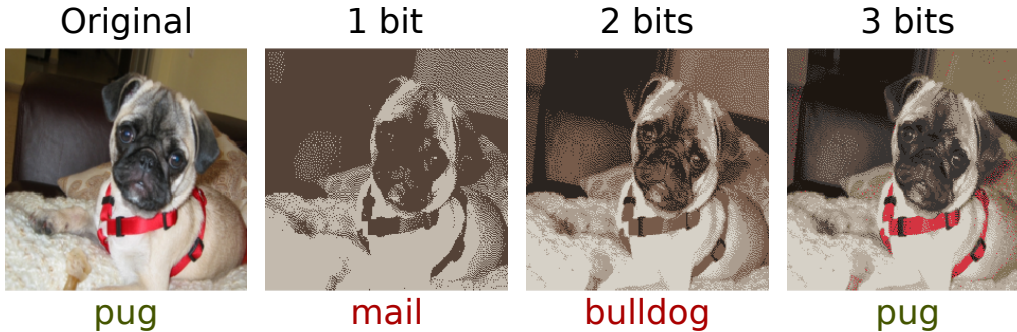 Original 1 bit 2 bits 3 bits
pug mail bulldog pug